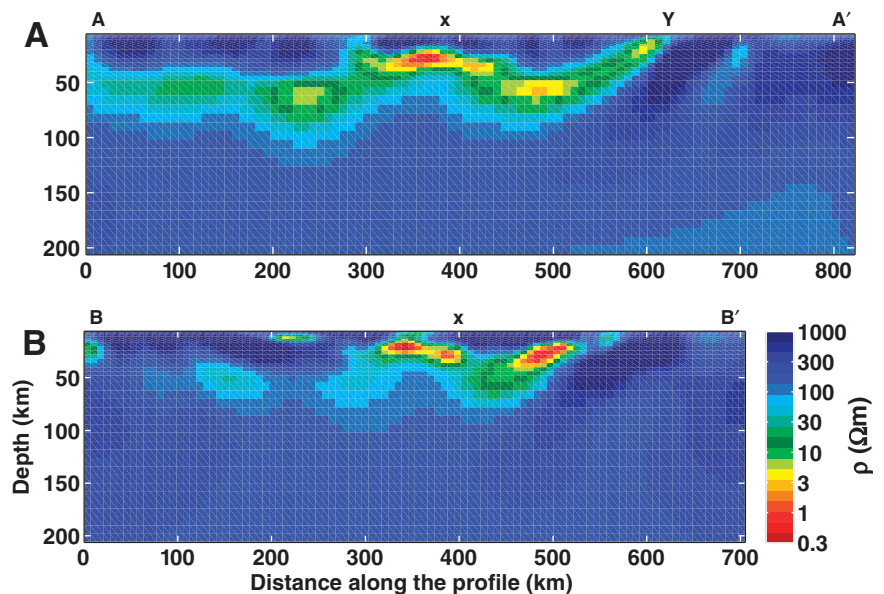 A
A x Y A′
50
100
150
200
0 100 200 300 400 500 600 700 800
B
B x B′
50
100
150
200
Depth (km)
0 100 200 300 400 500 600 700
Distance along the profile (km)
1000
300
100
30
10
3
1
0.3
ρ (Ωm)